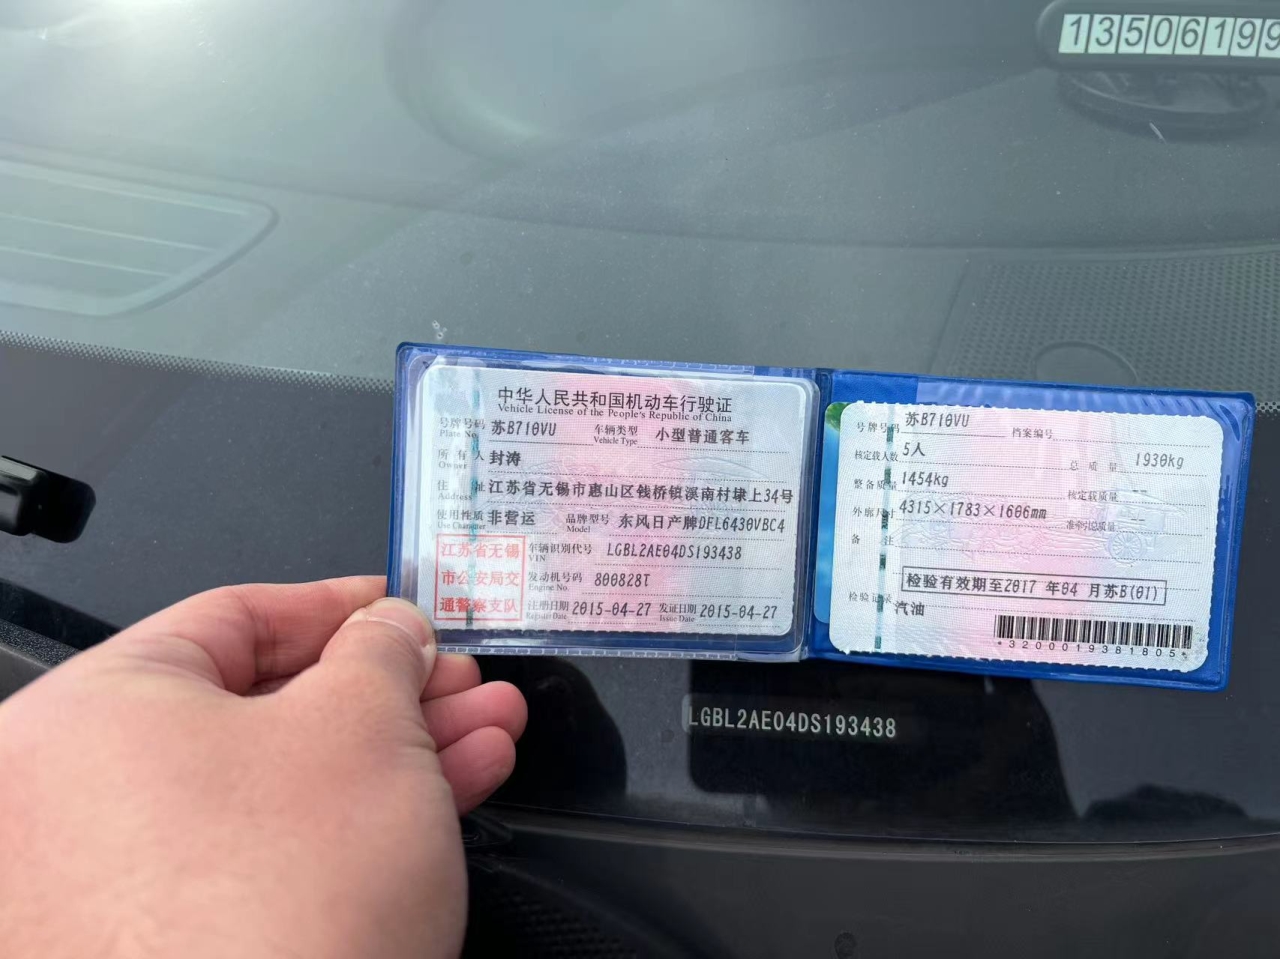 13506199
中华人民共和国机动车行驶证
Vehicle License of the People's Republic of China
号牌号码 苏B710VU 车辆类型 小型普通客车
Plate No. Vehicle Type
所有人 封涛
Owner
住址 江苏省无锡市惠山区钱桥镇溪南村埭上34号
Address
使用性质 非营运 品牌型号 东风日产牌DFL6430VBC4
Use Character Model
江苏省无锡
市公安局交
通警察支队
车辆识别代号 LGBL2AE04DS193438
VIN
发动机号码 800828T
Engine No.
注册日期 2015-04-27 发证日期 2015-04-27
Register Date Issue Date
号牌号码 苏B710VU 档案编号
核定载人数 5人 总质量 1930kg
整备质量 1454kg 核定载质量 --
外廓尺寸 4315×1783×1606mm 准牵引总质量 --
备注
检验有效期至2017 年04 月苏B(01)
检验记录 汽油
*3200019381805*
LGBL2AE04DS193438